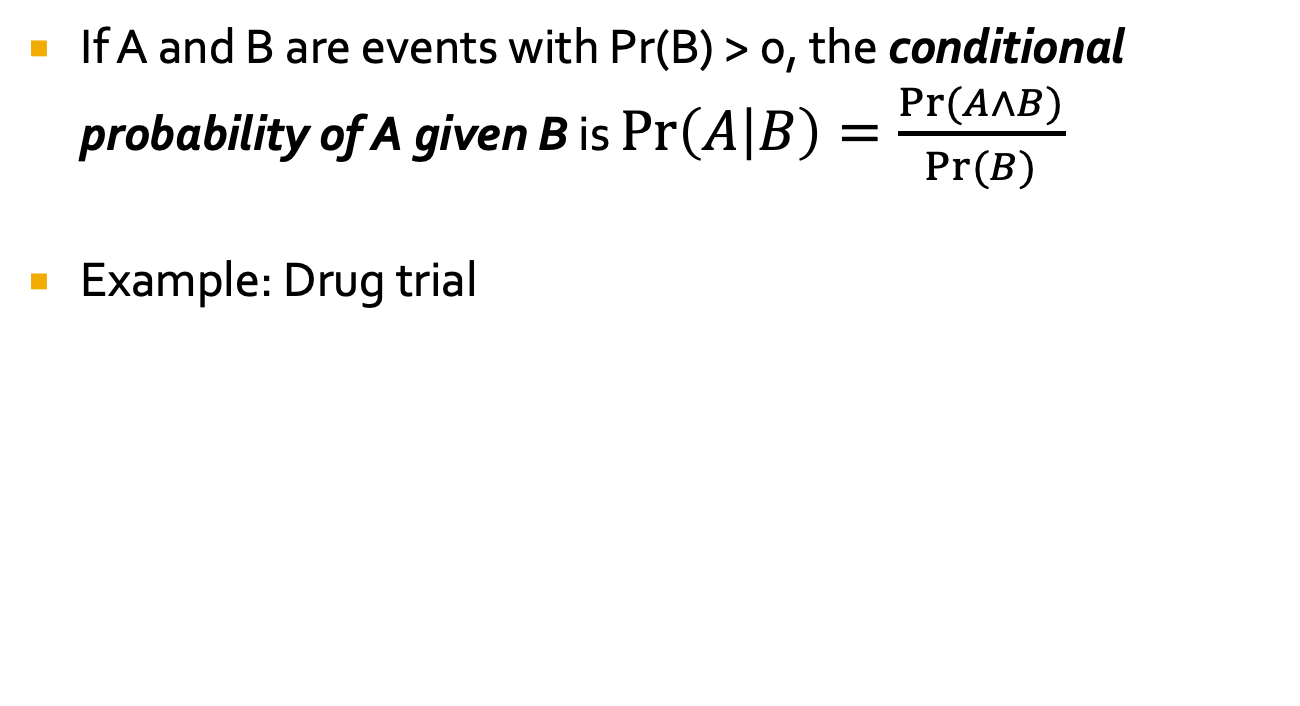 ▪ If A and B are events with Pr(B) > 0, the conditional
probability of A given B is Pr(A|B) = Pr(A∧B) / Pr(B)
▪ Example: Drug trial